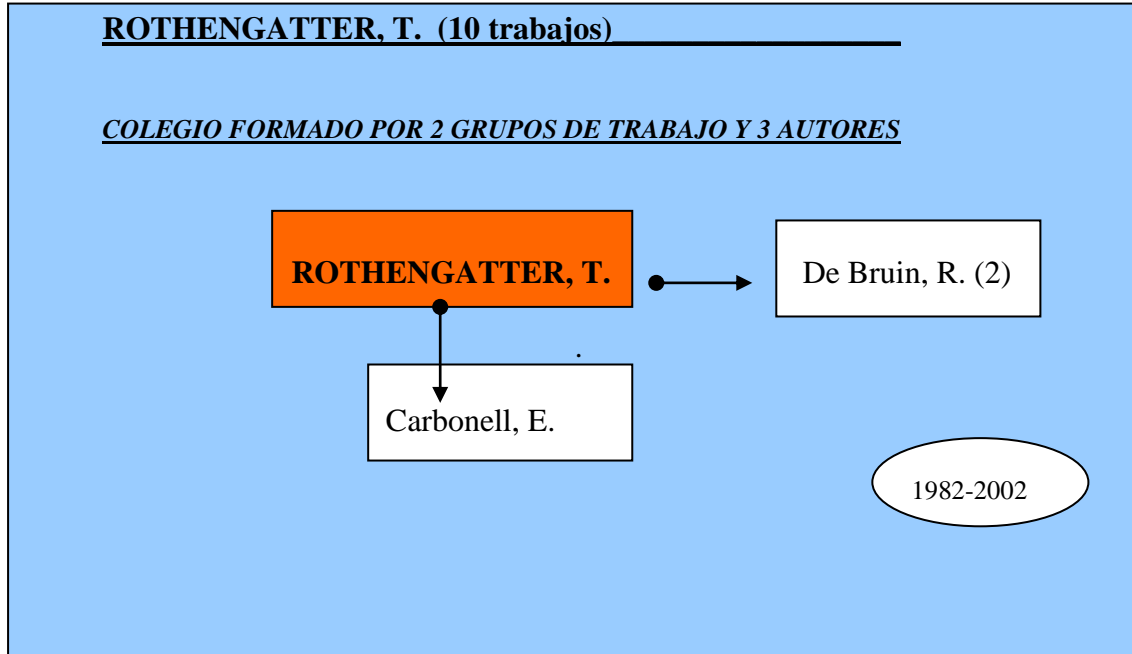 ROTHENGATTER, T. (10 trabajos)
COLEGIO FORMADO POR 2 GRUPOS DE TRABAJO Y 3 AUTORES
ROTHENGATTER, T.
De Bruin, R. (2)
.
Carbonell, E.
1982-2002